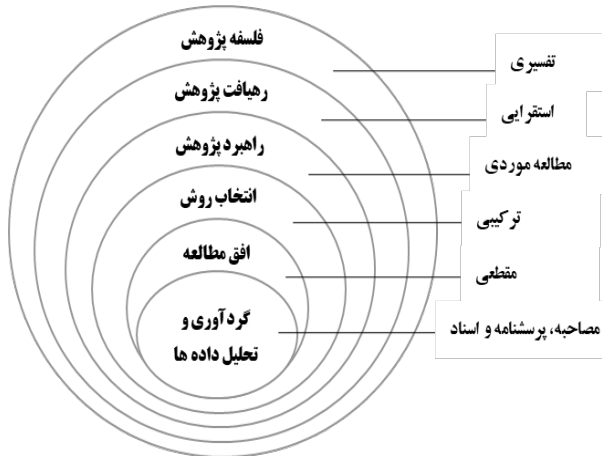 فلسفه پژوهش
تفسیری
رهیافت پژوهش
استقرایی
راهبرد پژوهش
مطالعه موردی
انتخاب روش
ترکیبی
افق مطالعه
مقطعی
گردآوری و
تحلیل داده ها
مصاحبه، پرسشنامه و اسناد